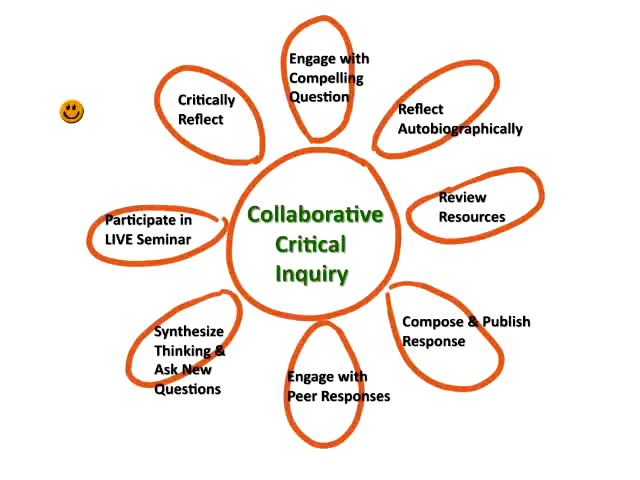 Engage with
Compelling
Question
Reflect
Autobiographically
Review
Resources
Compose & Publish
Response
Engage with
Peer Responses
Synthesize
Thinking &
Ask New
Questions
Participate in
LIVE Seminar
Critically
Reflect
Collaborative
Critical
Inquiry